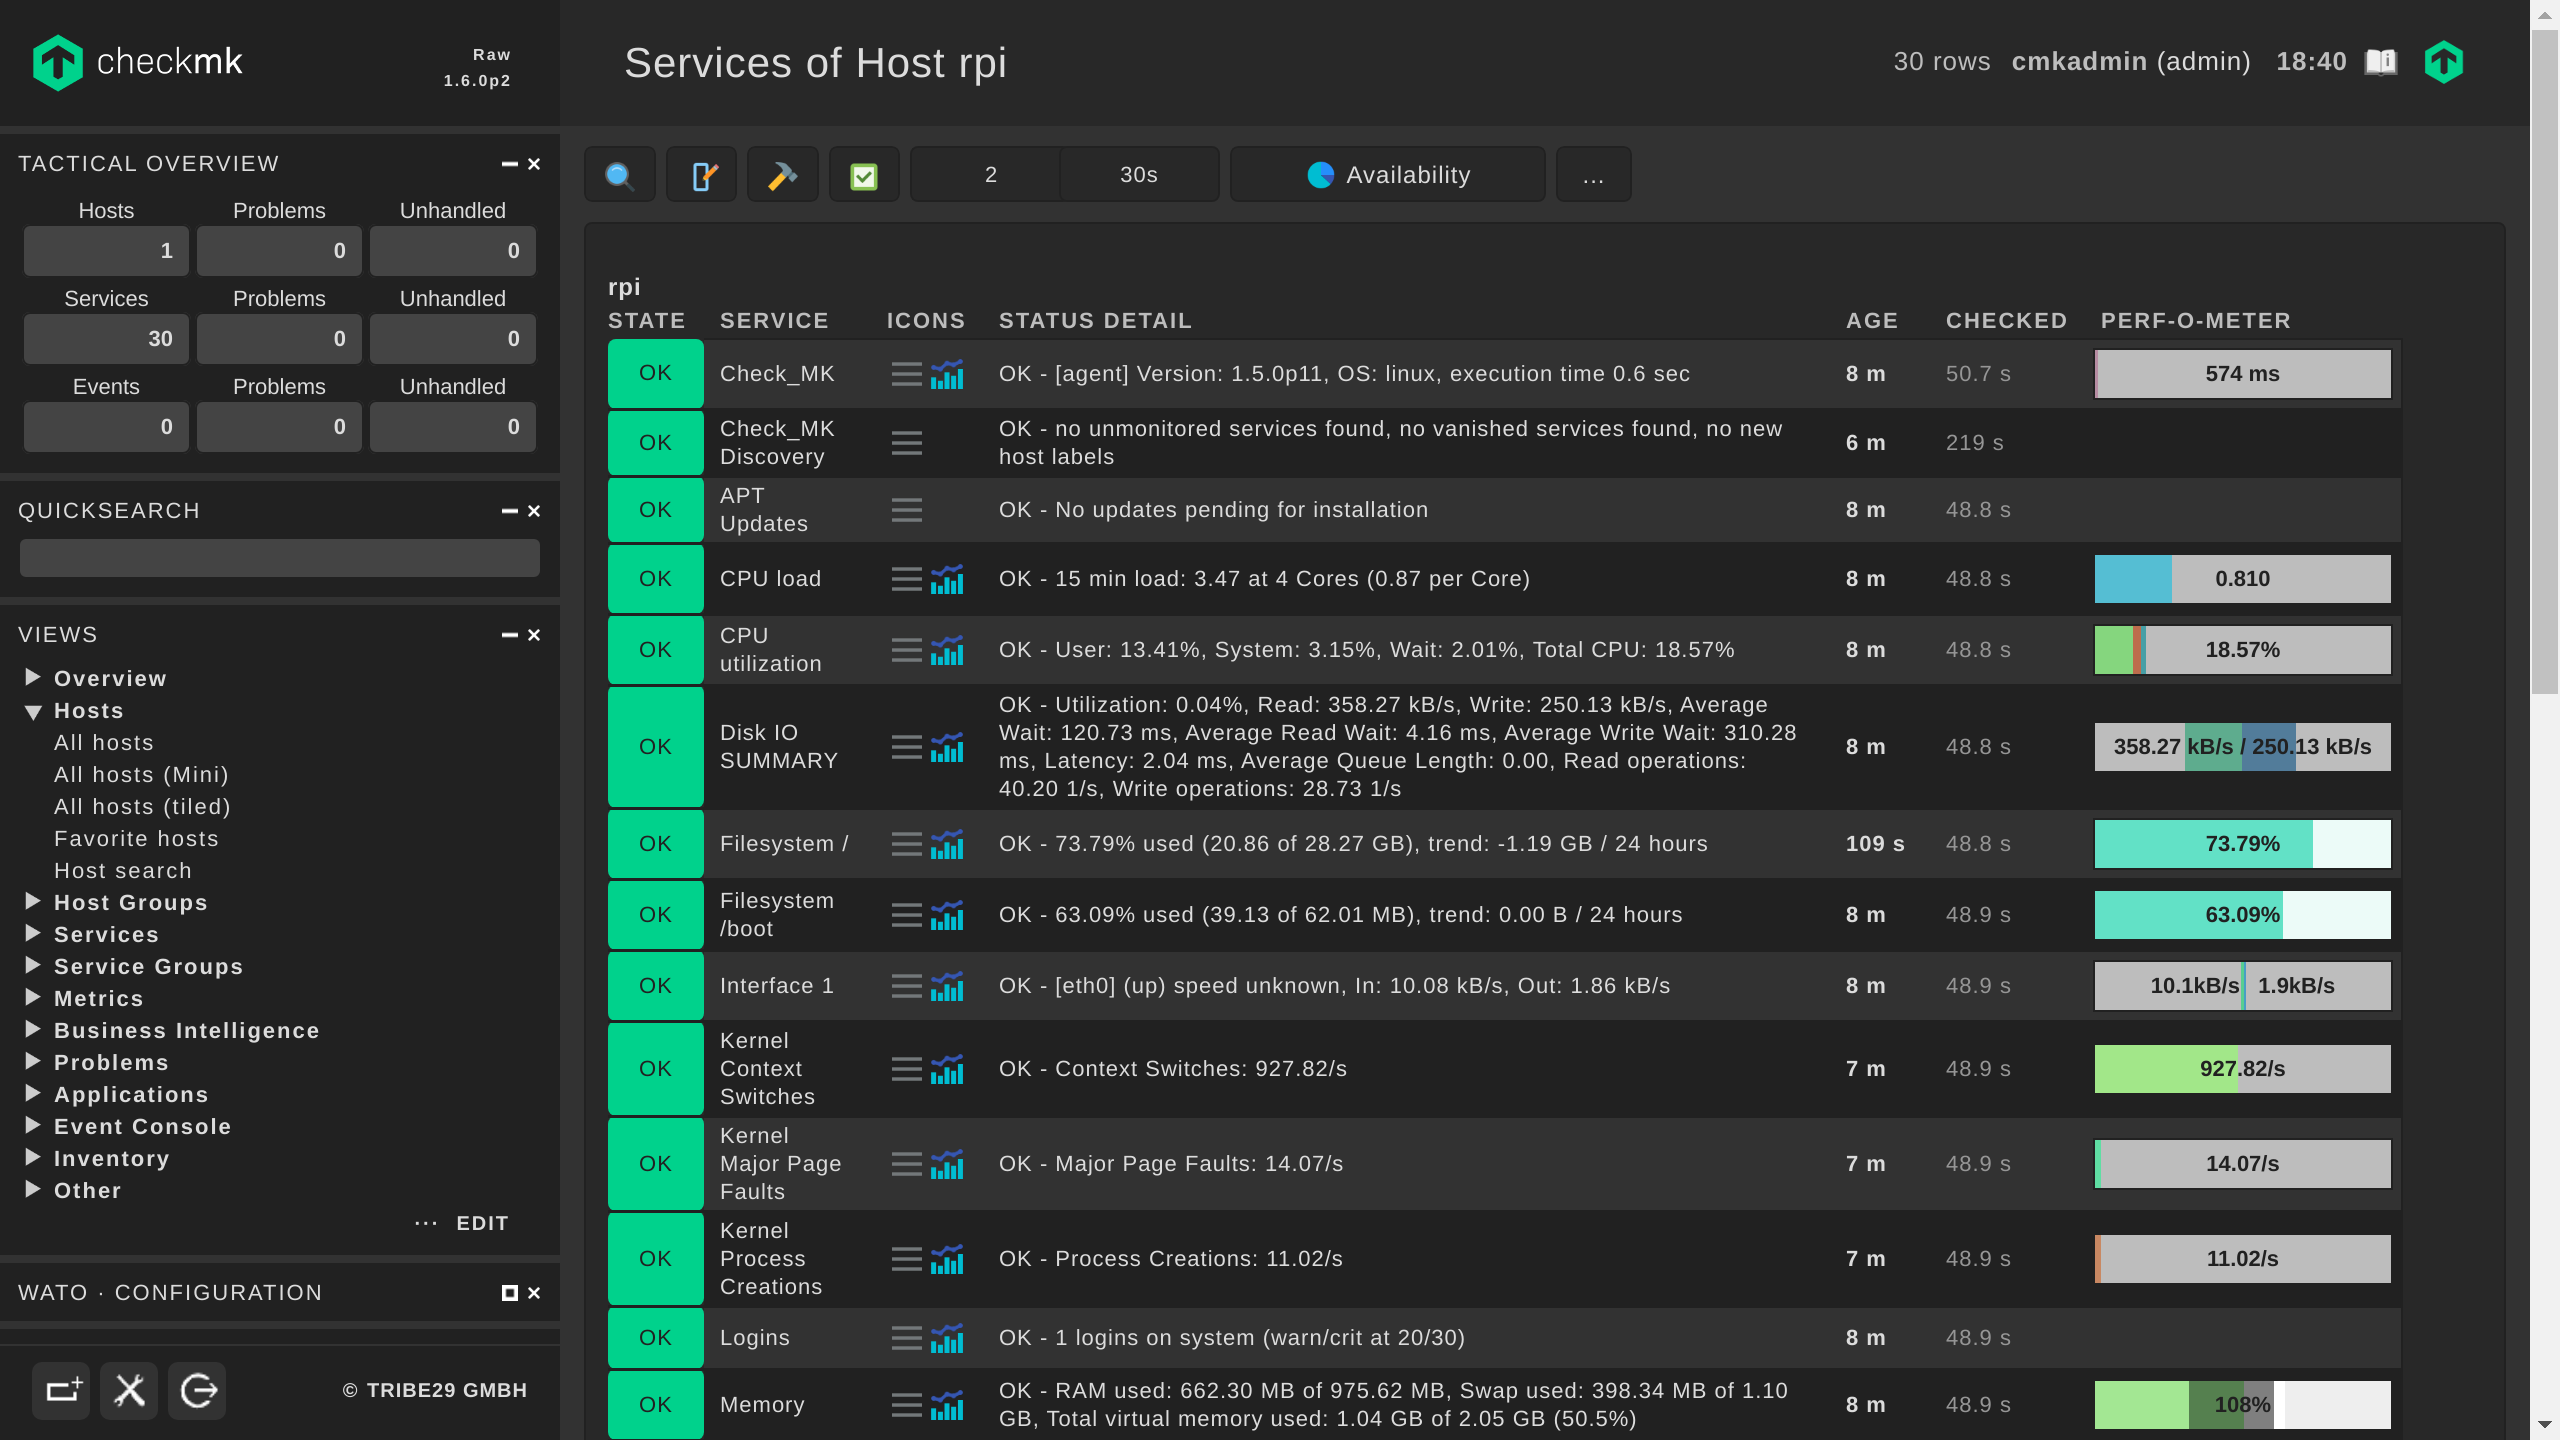 checkmk
Raw
1.6.0p2
Services of Host rpi
30 rows cmkadmin (admin) 18:40
TACTICAL OVERVIEW
Hosts Problems Unhandled
1 0 0
Services Problems Unhandled
30 0 0
Events Problems Unhandled
0 0 0
QUICKSEARCH
VIEWS
Overview
Hosts
All hosts
All hosts (Mini)
All hosts (tiled)
Favorite hosts
Host search
Host Groups
Services
Service Groups
Metrics
Business Intelligence
Problems
Applications
Event Console
Inventory
Other
... EDIT
WATO · CONFIGURATION
© TRIBE29 GMBH
2 30s Availability ...
rpi
STATE SERVICE ICONS STATUS DETAIL AGE CHECKED PERF-O-METER
OK Check_MK OK - [agent] Version: 1.5.0p11, OS: linux, execution time 0.6 sec 8 m 50.7 s 574 ms
OK Check_MK Discovery OK - no unmonitored services found, no vanished services found, no new
host labels 6 m 219 s
OK APT Updates OK - No updates pending for installation 8 m 48.8 s
OK CPU load OK - 15 min load: 3.47 at 4 Cores (0.87 per Core) 8 m 48.8 s 0.810
OK CPU utilization OK - User: 13.41%, System: 3.15%, Wait: 2.01%, Total CPU: 18.57% 8 m 48.8 s 18.57%
OK Disk IO SUMMARY OK - Utilization: 0.04%, Read: 358.27 kB/s, Write: 250.13 kB/s, Average
Wait: 120.73 ms, Average Read Wait: 4.16 ms, Average Write Wait: 310.28
ms, Latency: 2.04 ms, Average Queue Length: 0.00, Read operations:
40.20 1/s, Write operations: 28.73 1/s 8 m 48.8 s 358.27 kB/s / 250.13 kB/s
OK Filesystem / OK - 73.79% used (20.86 of 28.27 GB), trend: -1.19 GB / 24 hours 109 s 48.8 s 73.79%
OK Filesystem /boot OK - 63.09% used (39.13 of 62.01 MB), trend: 0.00 B / 24 hours 8 m 48.9 s 63.09%
OK Interface 1 OK - [eth0] (up) speed unknown, In: 10.08 kB/s, Out: 1.86 kB/s 8 m 48.9 s 10.1kB/s 1.9kB/s
OK Kernel Context Switches OK - Context Switches: 927.82/s 7 m 48.9 s 927.82/s
OK Kernel Major Page Faults OK - Major Page Faults: 14.07/s 7 m 48.9 s 14.07/s
OK Kernel Process Creations OK - Process Creations: 11.02/s 7 m 48.9 s 11.02/s
OK Logins OK - 1 logins on system (warn/crit at 20/30) 8 m 48.9 s
OK Memory OK - RAM used: 662.30 MB of 975.62 MB, Swap used: 398.34 MB of 1.10
GB, Total virtual memory used: 1.04 GB of 2.05 GB (50.5%) 8 m 48.9 s 108%